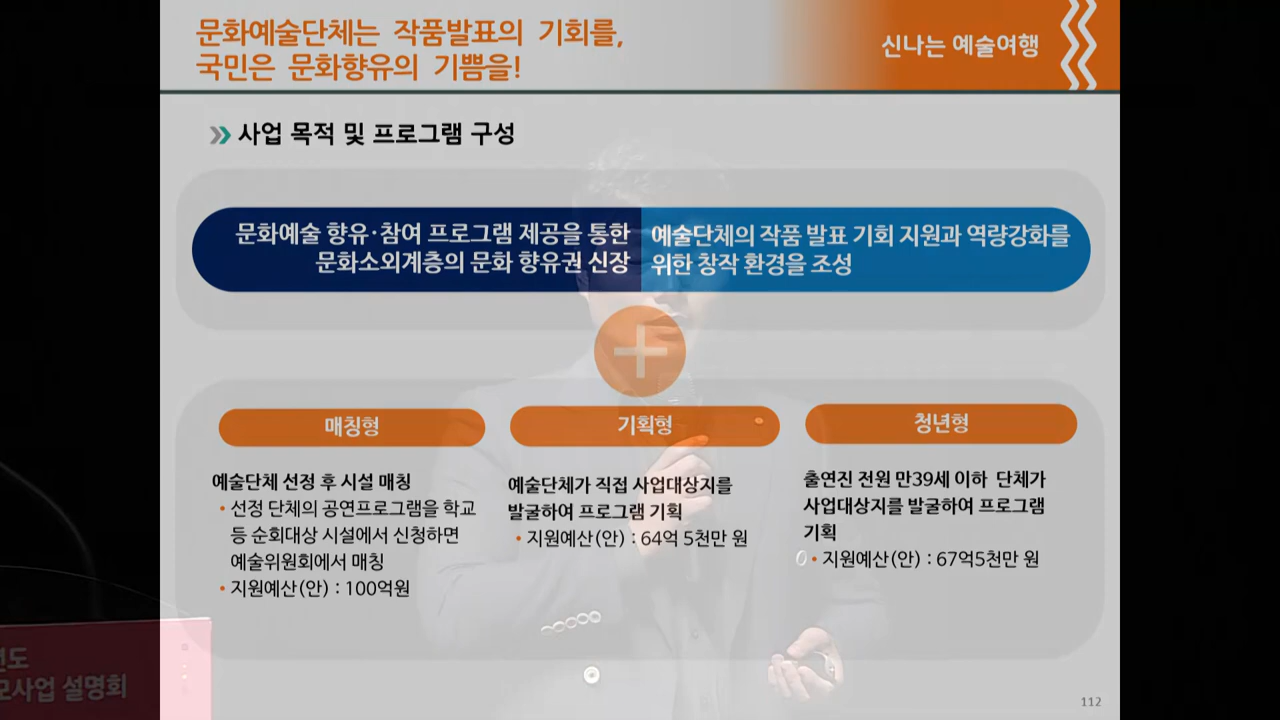 문화예술단체는 작품발표의 기회를,
국민은 문화향유의 기쁨을!
신나는 예술여행
사업 목적 및 프로그램 구성
문화예술 향유·참여 프로그램 제공을 통한
문화소외계층의 문화 향유권 신장
예술단체의 작품 발표 기회 지원과 역량강화를
위한 창작 환경을 조성
매칭형
예술단체 선정 후 시설 매칭
• 선정 단체의 공연프로그램을 학교
등 순회대상 시설에서 신청하면
예술위원회에서 매칭
• 지원예산(안) : 100억원
기획형
예술단체가 직접 사업대상지를
발굴하여 프로그램 기획
• 지원예산(안) : 64억 5천만 원
청년형
출연진 전원 만39세 이하 단체가
사업대상지를 발굴하여 프로그램
기획
• 지원예산(안) : 67억5천만 원
설명회
112